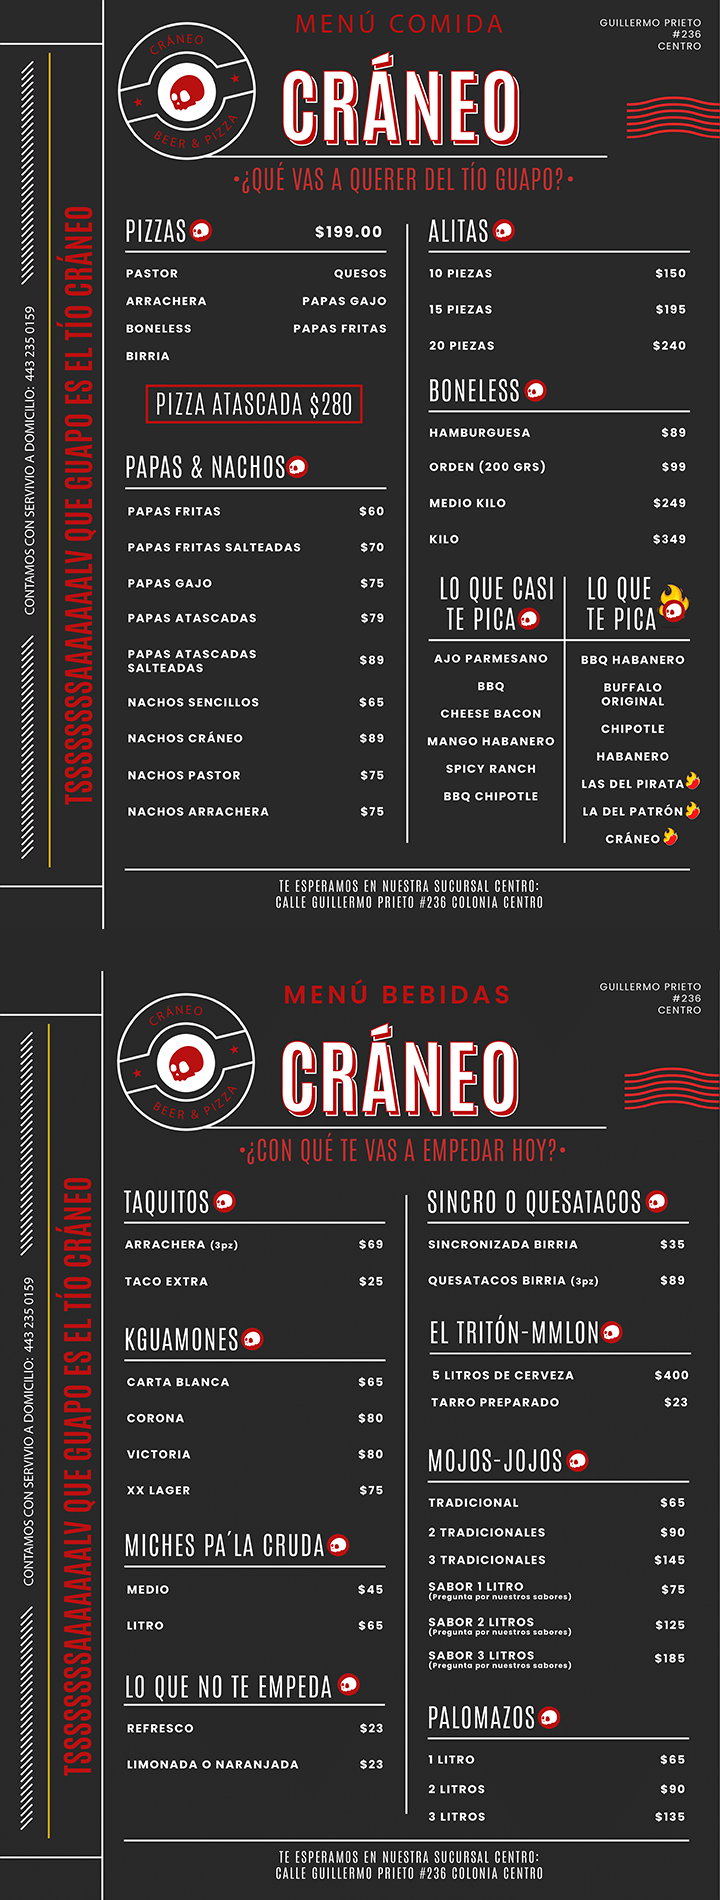 MENÚ COMIDA
GUILLERMO PRIETO
#236
CENTRO
CRÁNEO
BEER & PIZZA
CRÁNEO
•¿QUÉ VAS A QUERER DEL TÍO GUAPO?•
CONTAMOS CON SERVIVIO A DOMICILIO: 443 235 0159
TSSSSSSSSAAAAAAALV QUE GUAPO ES EL TÍO CRÁNEO
PIZZAS $199.00
PASTOR QUESOS
ARRACHERA PAPAS GAJO
BONELESS PAPAS FRITAS
BIRRIA
PIZZA ATASCADA $280
PAPAS & NACHOS
PAPAS FRITAS $60
PAPAS FRITAS SALTEADAS $70
PAPAS GAJO $75
PAPAS ATASCADAS $79
PAPAS ATASCADAS
SALTEADAS $89
NACHOS SENCILLOS $65
NACHOS CRÁNEO $89
NACHOS PASTOR $75
NACHOS ARRACHERA $75
ALITAS
10 PIEZAS $150
15 PIEZAS $195
20 PIEZAS $240
BONELESS
HAMBURGUESA $89
ORDEN (200 GRS) $99
MEDIO KILO $249
KILO $349
LO QUE CASI
TE PICA
AJO PARMESANO
BBQ
CHEESE BACON
MANGO HABANERO
SPICY RANCH
BBQ CHIPOTLE
LO QUE
TE PICA
BBQ HABANERO
BUFFALO
ORIGINAL
CHIPOTLE
HABANERO
LAS DEL PIRATA
LA DEL PATRÓN
CRÁNEO
TE ESPERAMOS EN NUESTRA SUCURSAL CENTRO:
CALLE GUILLERMO PRIETO #236 COLONIA CENTRO
MENÚ BEBIDAS
GUILLERMO PRIETO
#236
CENTRO
CRÁNEO
BEER & PIZZA
CRÁNEO
•¿CON QUÉ TE VAS A EMPEDAR HOY?•
CONTAMOS CON SERVIVIO A DOMICILIO: 443 235 0159
TSSSSSSSSAAAAAAALV QUE GUAPO ES EL TÍO CRÁNEO
TAQUITOS
ARRACHERA (3pz) $69
TACO EXTRA $25
KGUAMONES
CARTA BLANCA $65
CORONA $80
VICTORIA $80
XX LAGER $75
MICHES PA´LA CRUDA
MEDIO $45
LITRO $65
LO QUE NO TE EMPEDA
REFRESCO $23
LIMONADA O NARANJADA $23
SINCRO O QUESATACOS
SINCRONIZADA BIRRIA $35
QUESATACOS BIRRIA (3pz) $89
EL TRITÓN-MMLON
5 LITROS DE CERVEZA $400
TARRO PREPARADO $23
MOJOS-JOJOS
TRADICIONAL $65
2 TRADICIONALES $90
3 TRADICIONALES $145
SABOR 1 LITRO $75
(Pregunta por nuestros sabores)
SABOR 2 LITROS $125
(Pregunta por nuestros sabores)
SABOR 3 LITROS $185
(Pregunta por nuestros sabores)
PALOMAZOS
1 LITRO $65
2 LITROS $90
3 LITROS $135
TE ESPERAMOS EN NUESTRA SUCURSAL CENTRO:
CALLE GUILLERMO PRIETO #236 COLONIA CENTRO